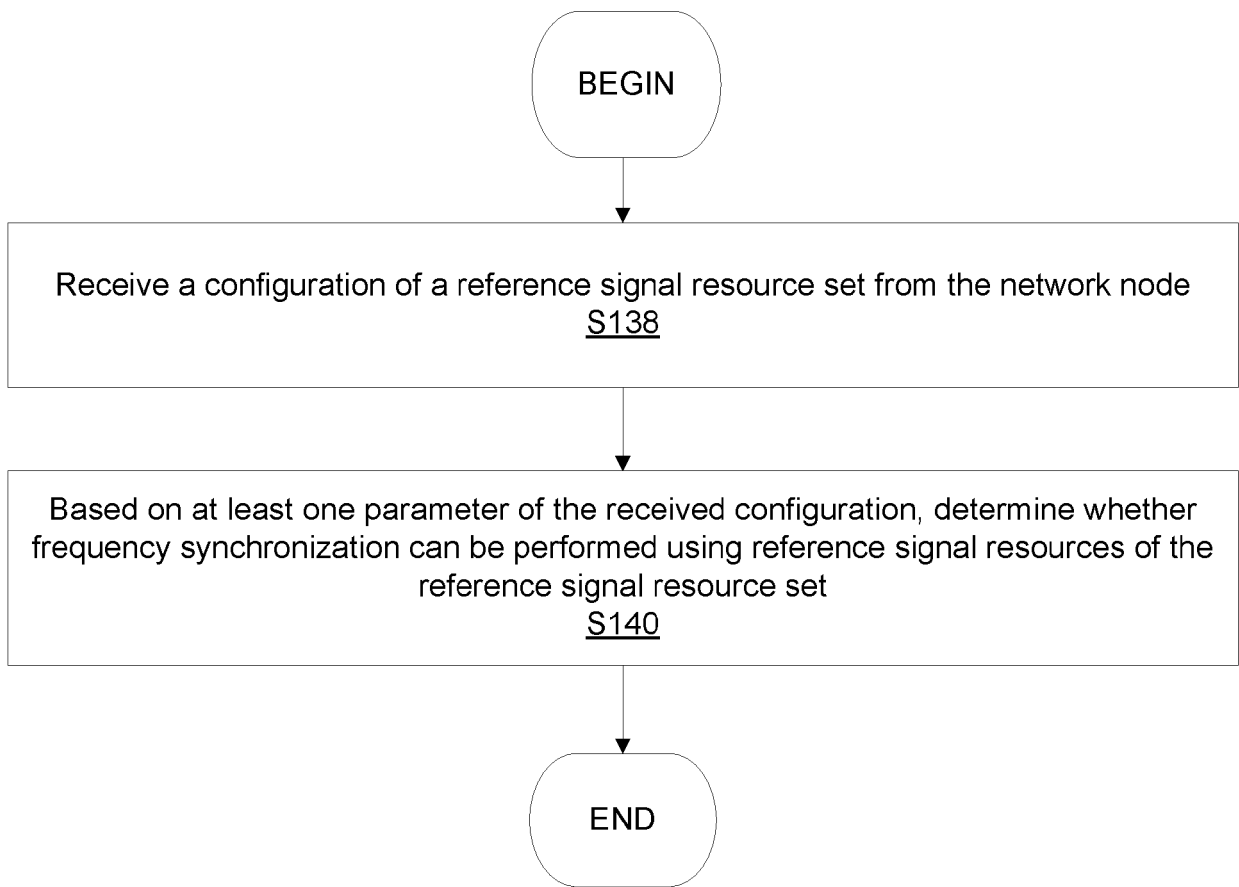 BEGIN
Receive a configuration of a reference signal resource set from the network node
S138
Based on at least one parameter of the received configuration, determine whether
frequency synchronization can be performed using reference signal resources of the
reference signal resource set
S140
END